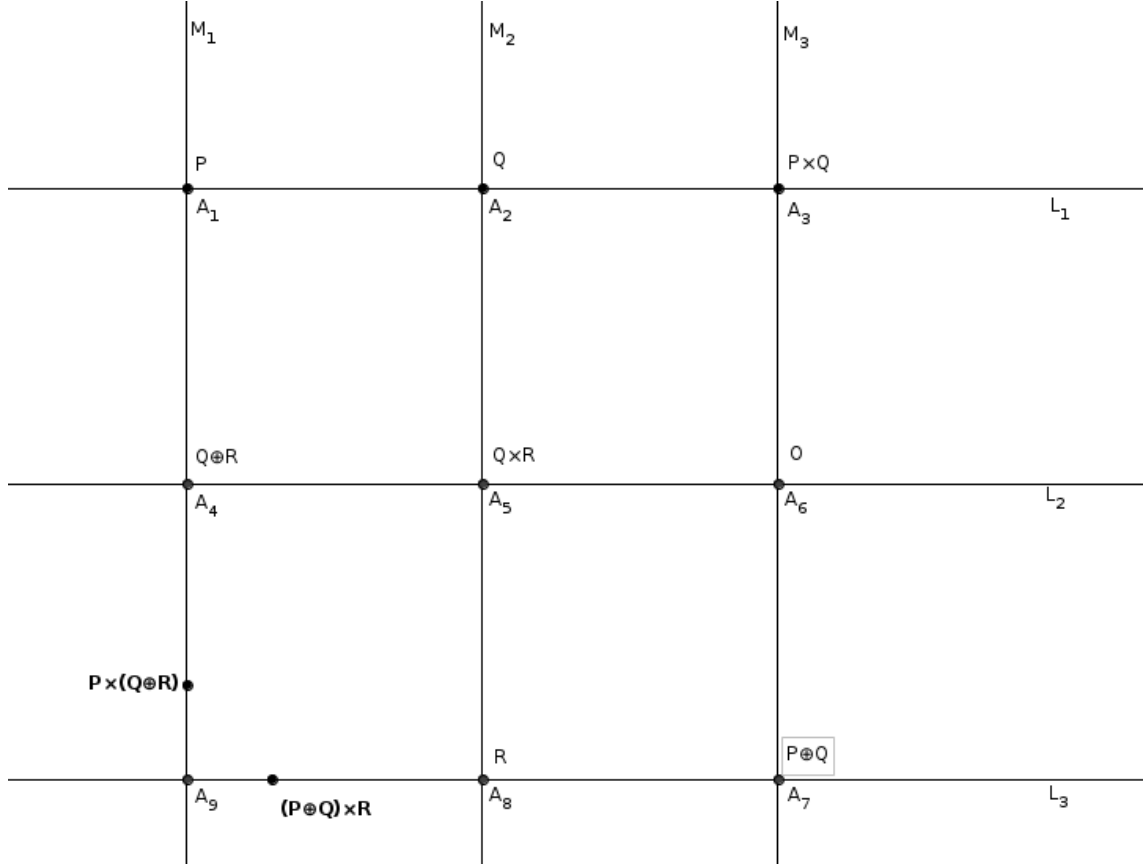 M₁ M₂ M₃
P Q P×Q
A₁ A₂ A₃ L₁
Q⊕R Q×R O
A₄ A₅ A₆ L₂
P×(Q⊕R)
R P⊕Q
A₉ (P⊕Q)×R A₈ A₇ L₃